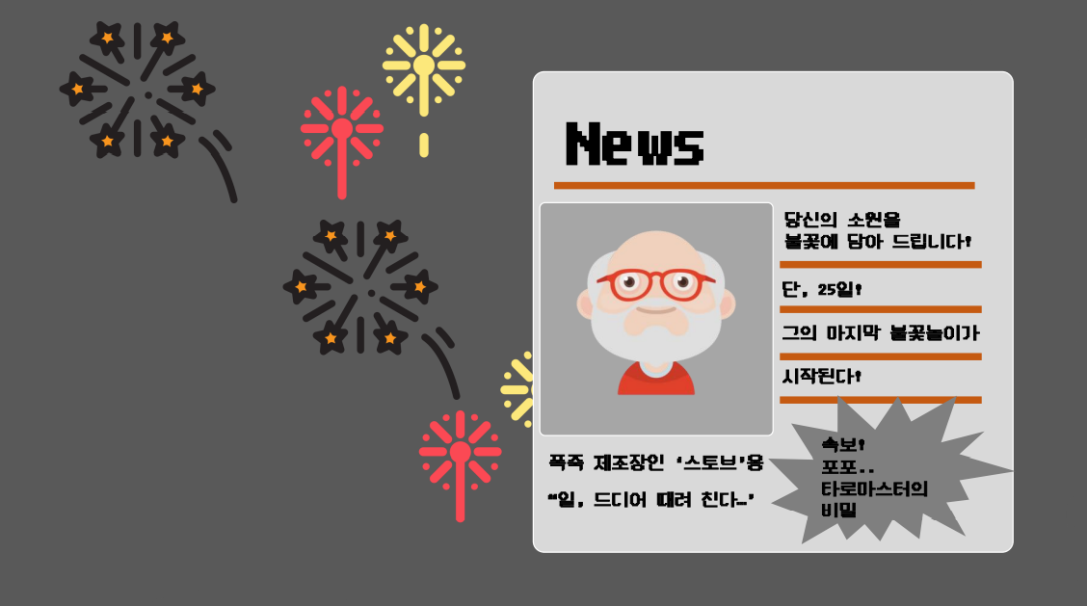 News
당신의 소원을
불꽃에 담아 드립니다!
단, 25일!
그의 마지막 불꽃놀이가
시작된다!
폭죽 제조장인 ‘스토브’옹
“일, 드디어 때려 친다…’
속보!
포포..
타로마스터의
비밀